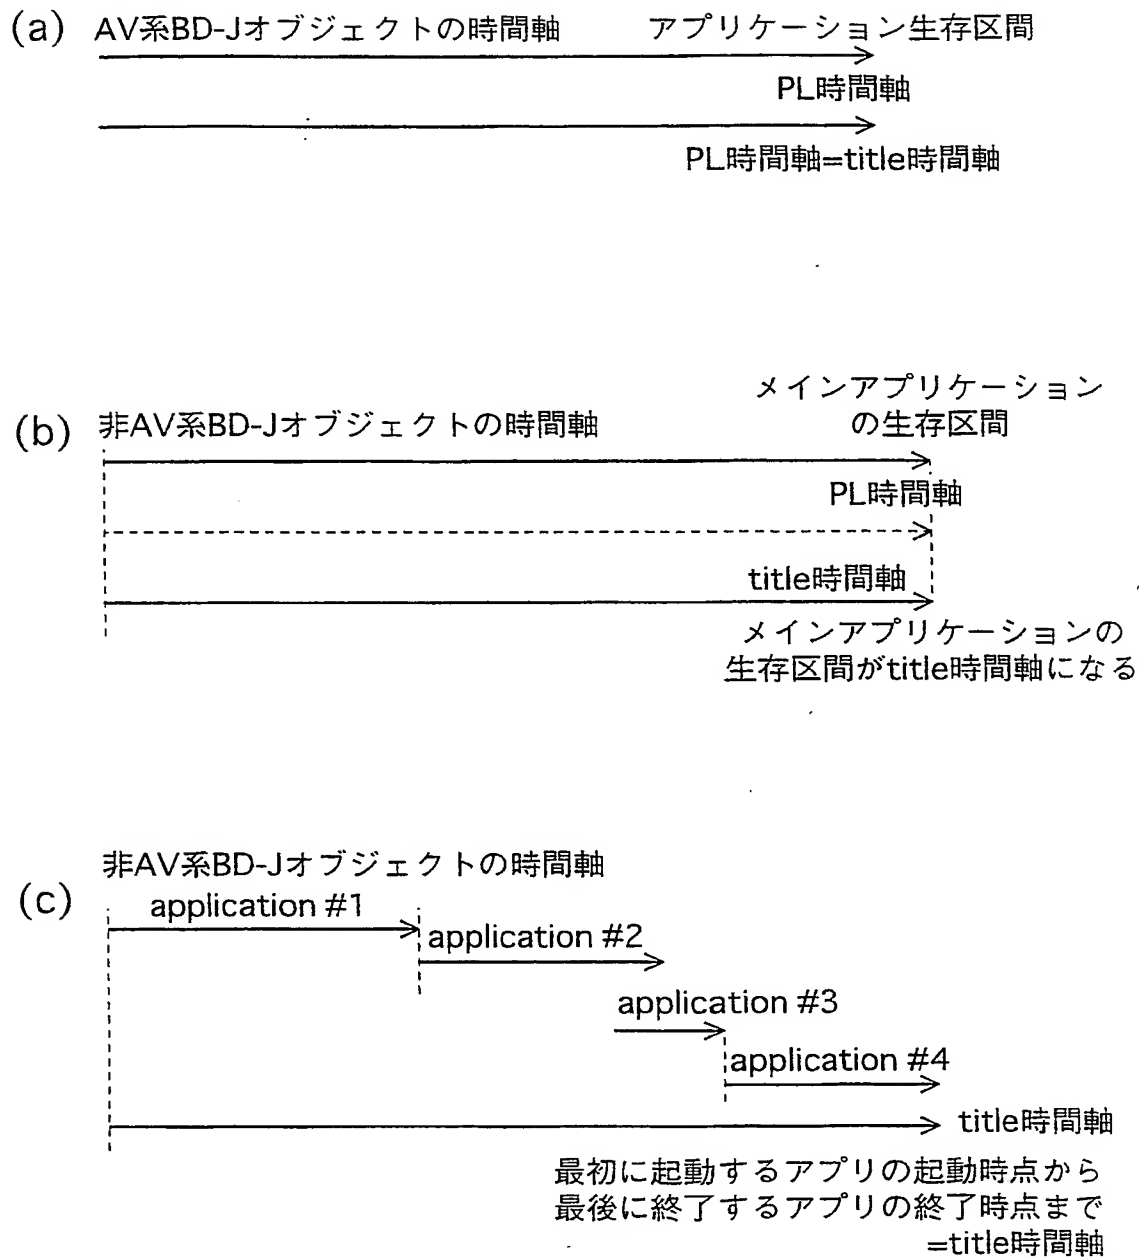 (a) AV系BD-Jオブジェクトの時間軸 アプリケーション生存区間
PL時間軸
PL時間軸=title時間軸
メインアプリケーション
の生存区間
(b) 非AV系BD-Jオブジェクトの時間軸
PL時間軸
title時間軸
メインアプリケーションの
生存区間がtitle時間軸になる
非AV系BD-Jオブジェクトの時間軸
(c)
application #1
application #2
application #3
application #4
title時間軸
最初に起動するアプリの起動時点から
最後に終了するアプリの終了時点まで
=title時間軸